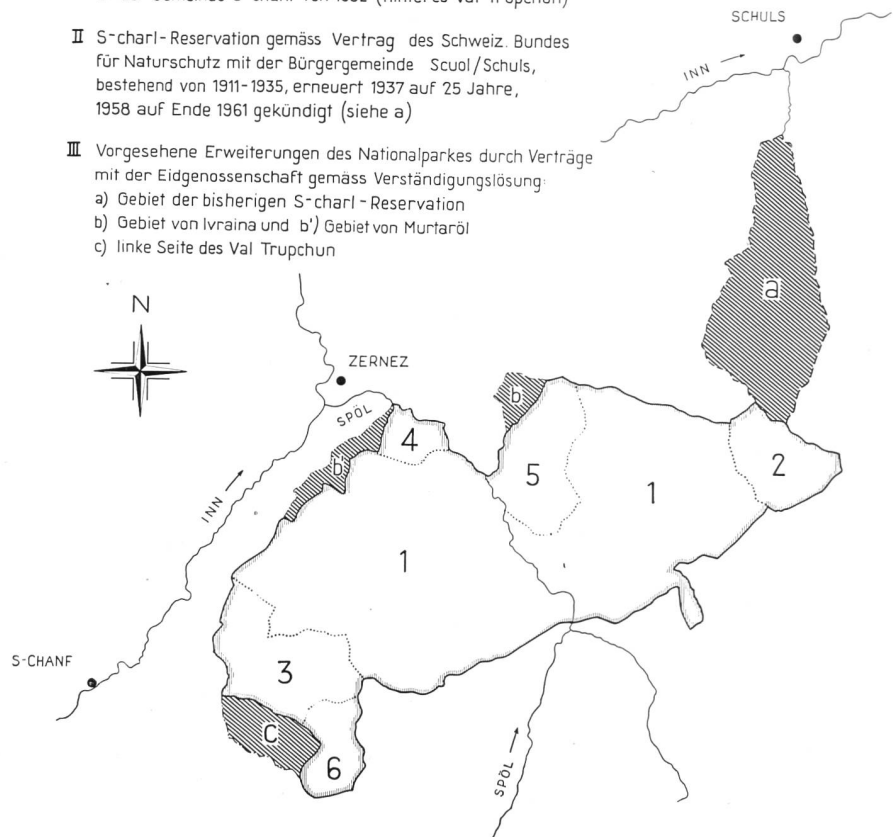 II S-charl-Reservation gemäss Vertrag des Schweiz. Bundes
für Naturschutz mit der Bürgergemeinde Scuol/Schuls,
bestehend von 1911-1935, erneuert 1937 auf 25 Jahre,
1958 auf Ende 1961 gekündigt (siehe a)
III Vorgesehene Erweiterungen des Nationalparkes durch Verträge
mit der Eidgenossenschaft gemäss Verständigungslösung:
a) Gebiet der bisherigen S-charl-Reservation
b) Gebiet von Ivraina und b') Gebiet von Murtaröl
c) linke Seite des Val Trupchun
SCHULS
INN
a
N
ZERNEZ
SPÖL
b
b'
4
5
1
2
INN
1
S-CHANF
3
C
6
SPÖL